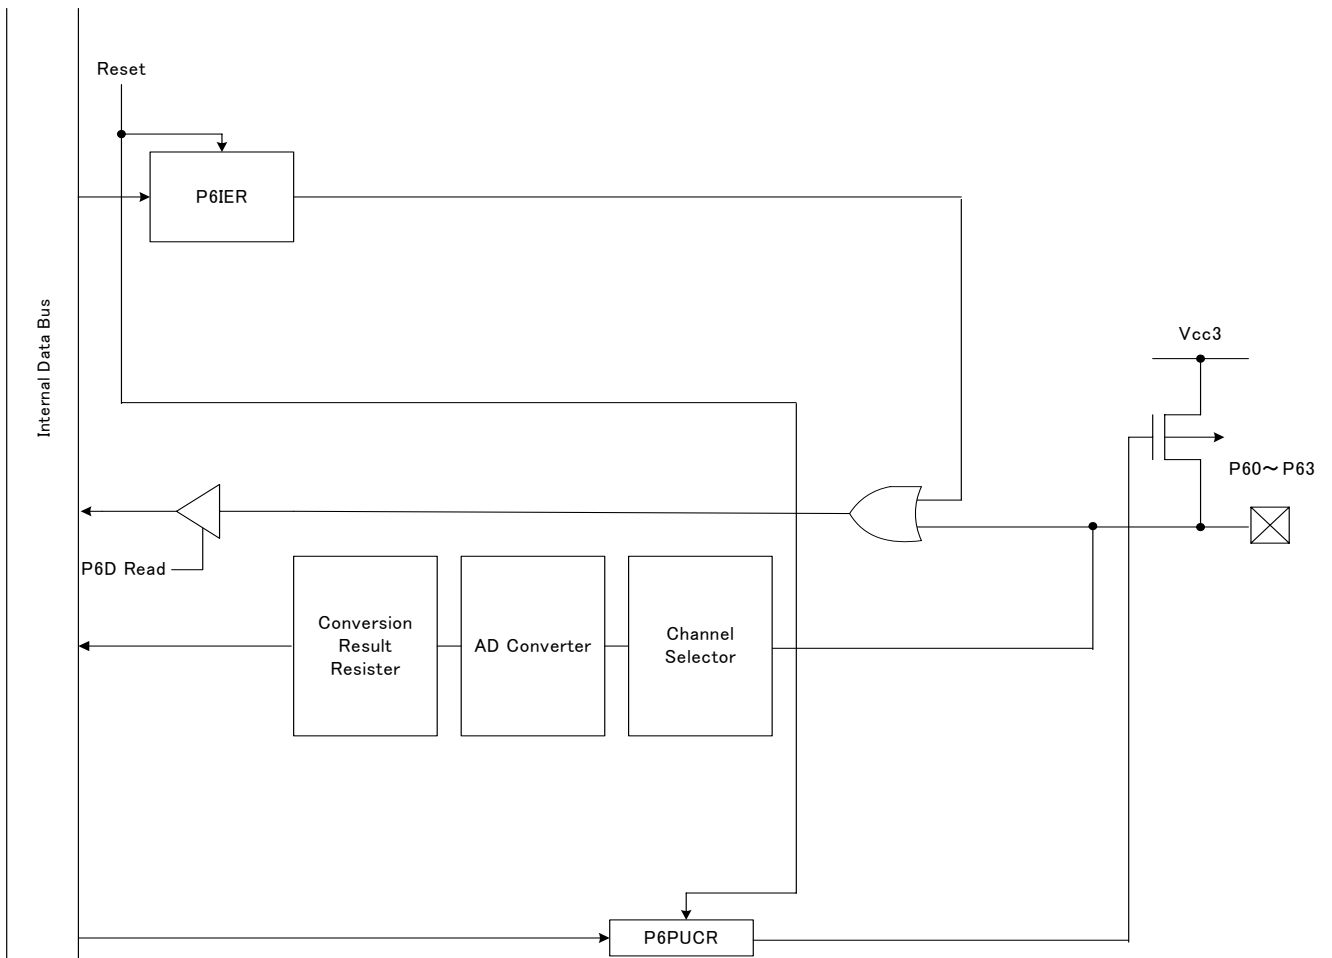 Reset
P6IER
Internal Data Bus
Vcc3
P60～P63
P6D Read
Conversion
Result
Resister
AD Converter
Channel
Selector
P6PUCR